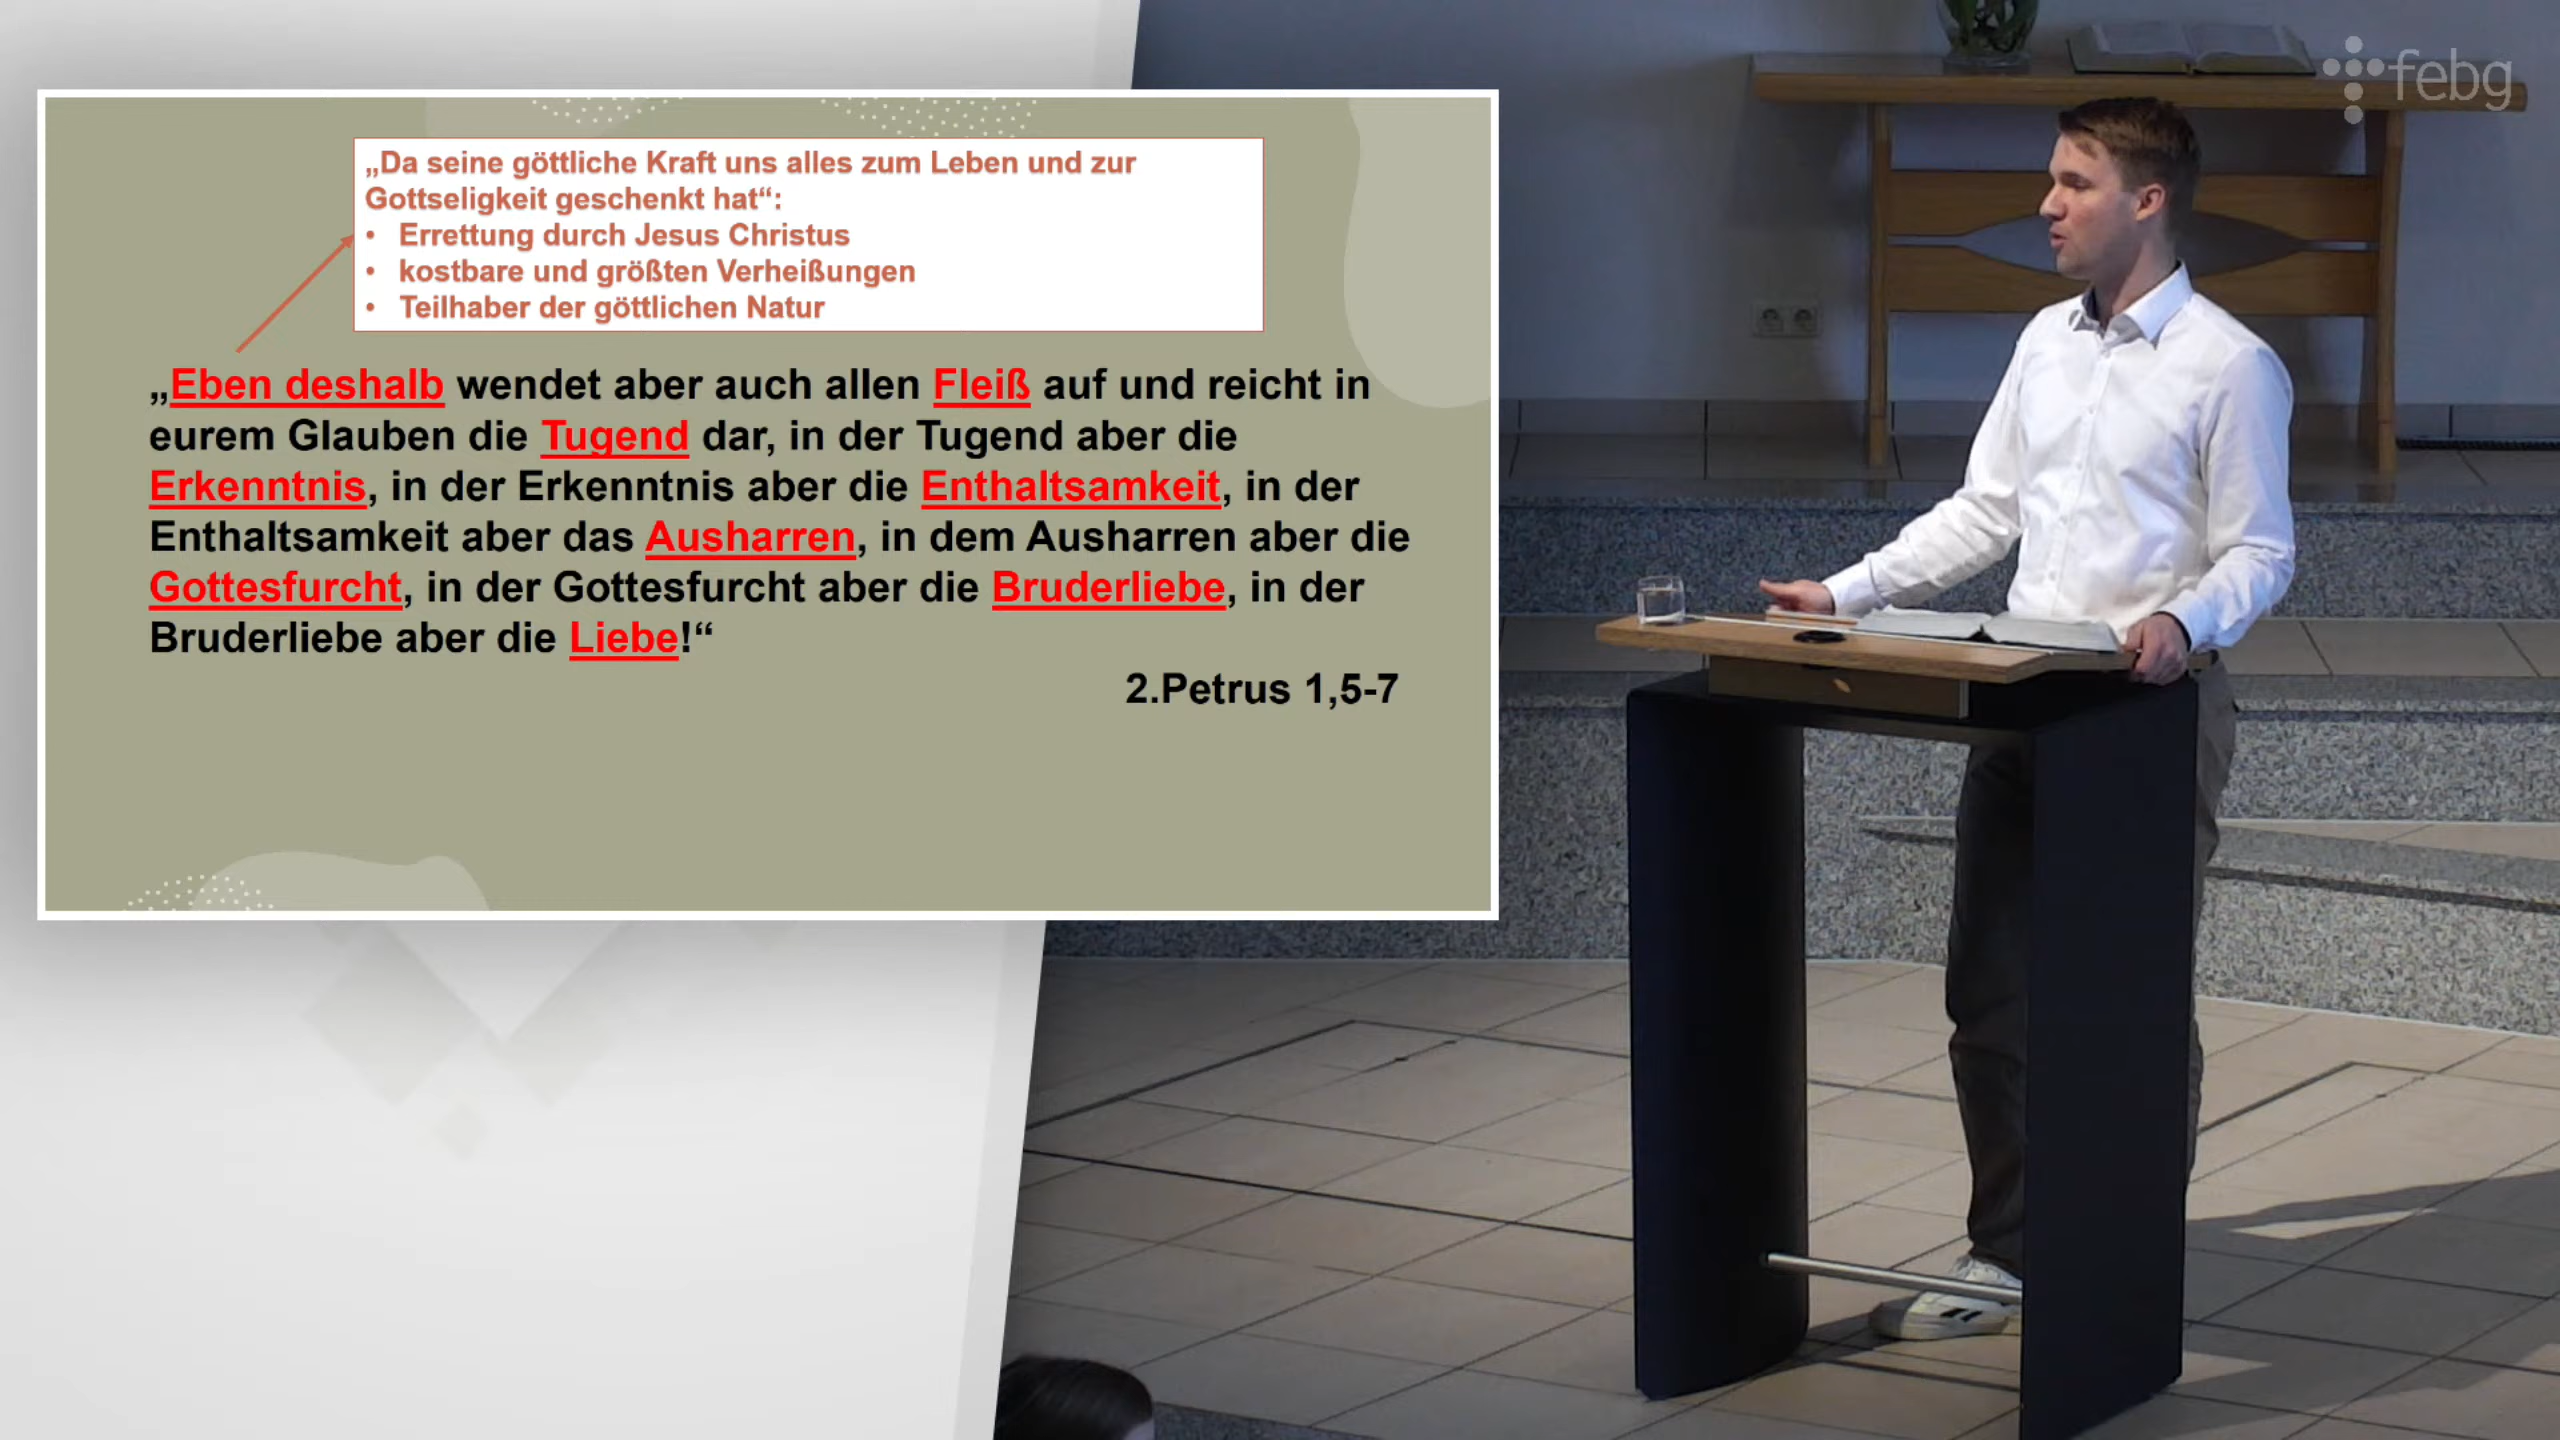 „Da seine göttliche Kraft uns alles zum Leben und zur
Gottseligkeit geschenkt hat“:
• Errettung durch Jesus Christus
• kostbare und größten Verheißungen
• Teilhaber der göttlichen Natur
„Eben deshalb wendet aber auch allen Fleiß auf und reicht in
eurem Glauben die Tugend dar, in der Tugend aber die
Erkenntnis, in der Erkenntnis aber die Enthaltsamkeit, in der
Enthaltsamkeit aber das Ausharren, in dem Ausharren aber die
Gottesfurcht, in der Gottesfurcht aber die Bruderliebe, in der
Bruderliebe aber die Liebe!“
2.Petrus 1,5-7
febg